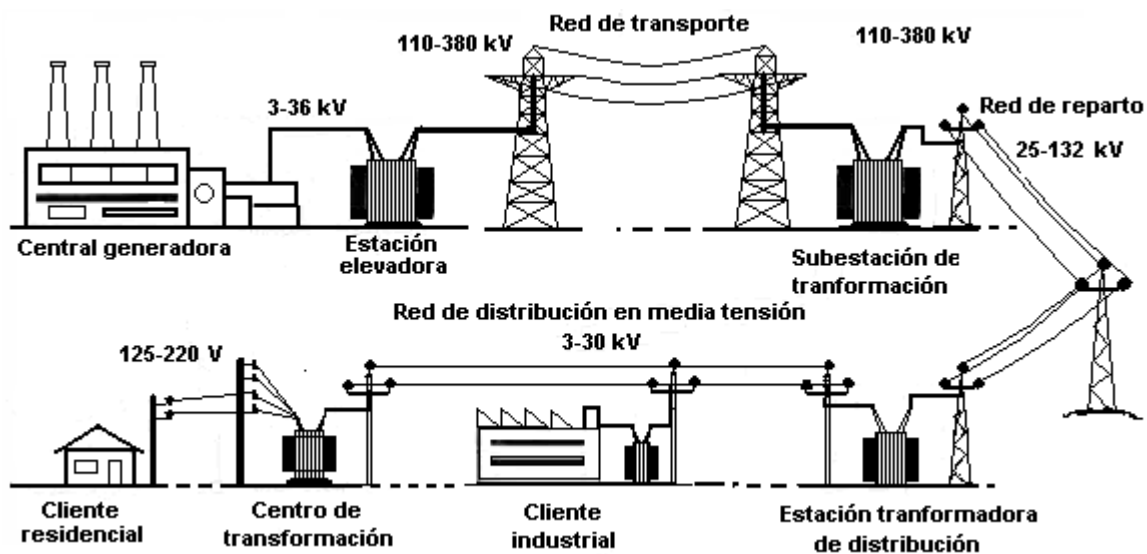 Red de transporte
110-380 kV
110-380 kV
3-36 kV
Red de reparto
25-132 kV
Central generadora
Estación
elevadora
Subestación de
tranformación
Red de distribución en media tensión
3-30 kV
125-220 V
Cliente
residencial
Centro de
transformación
Cliente
industrial
Estación tranformadora
de distribución